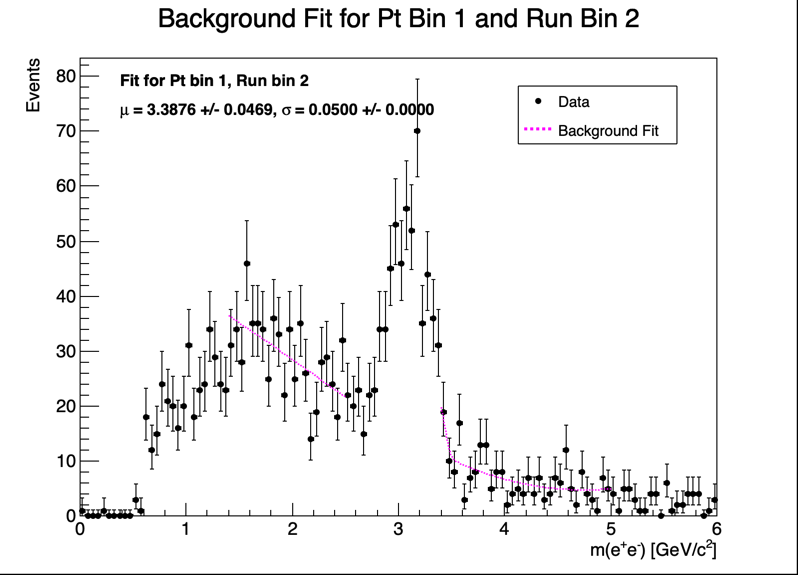 Background Fit for Pt Bin 1 and Run Bin 2
Events
Fit for Pt bin 1, Run bin 2
μ = 3.3876 +/- 0.0469, σ = 0.0500 +/- 0.0000
Data
Background Fit
80
70
60
50
40
30
20
10
0
0 1 2 3 4 5 6
m(e⁺e⁻) [GeV/c²]